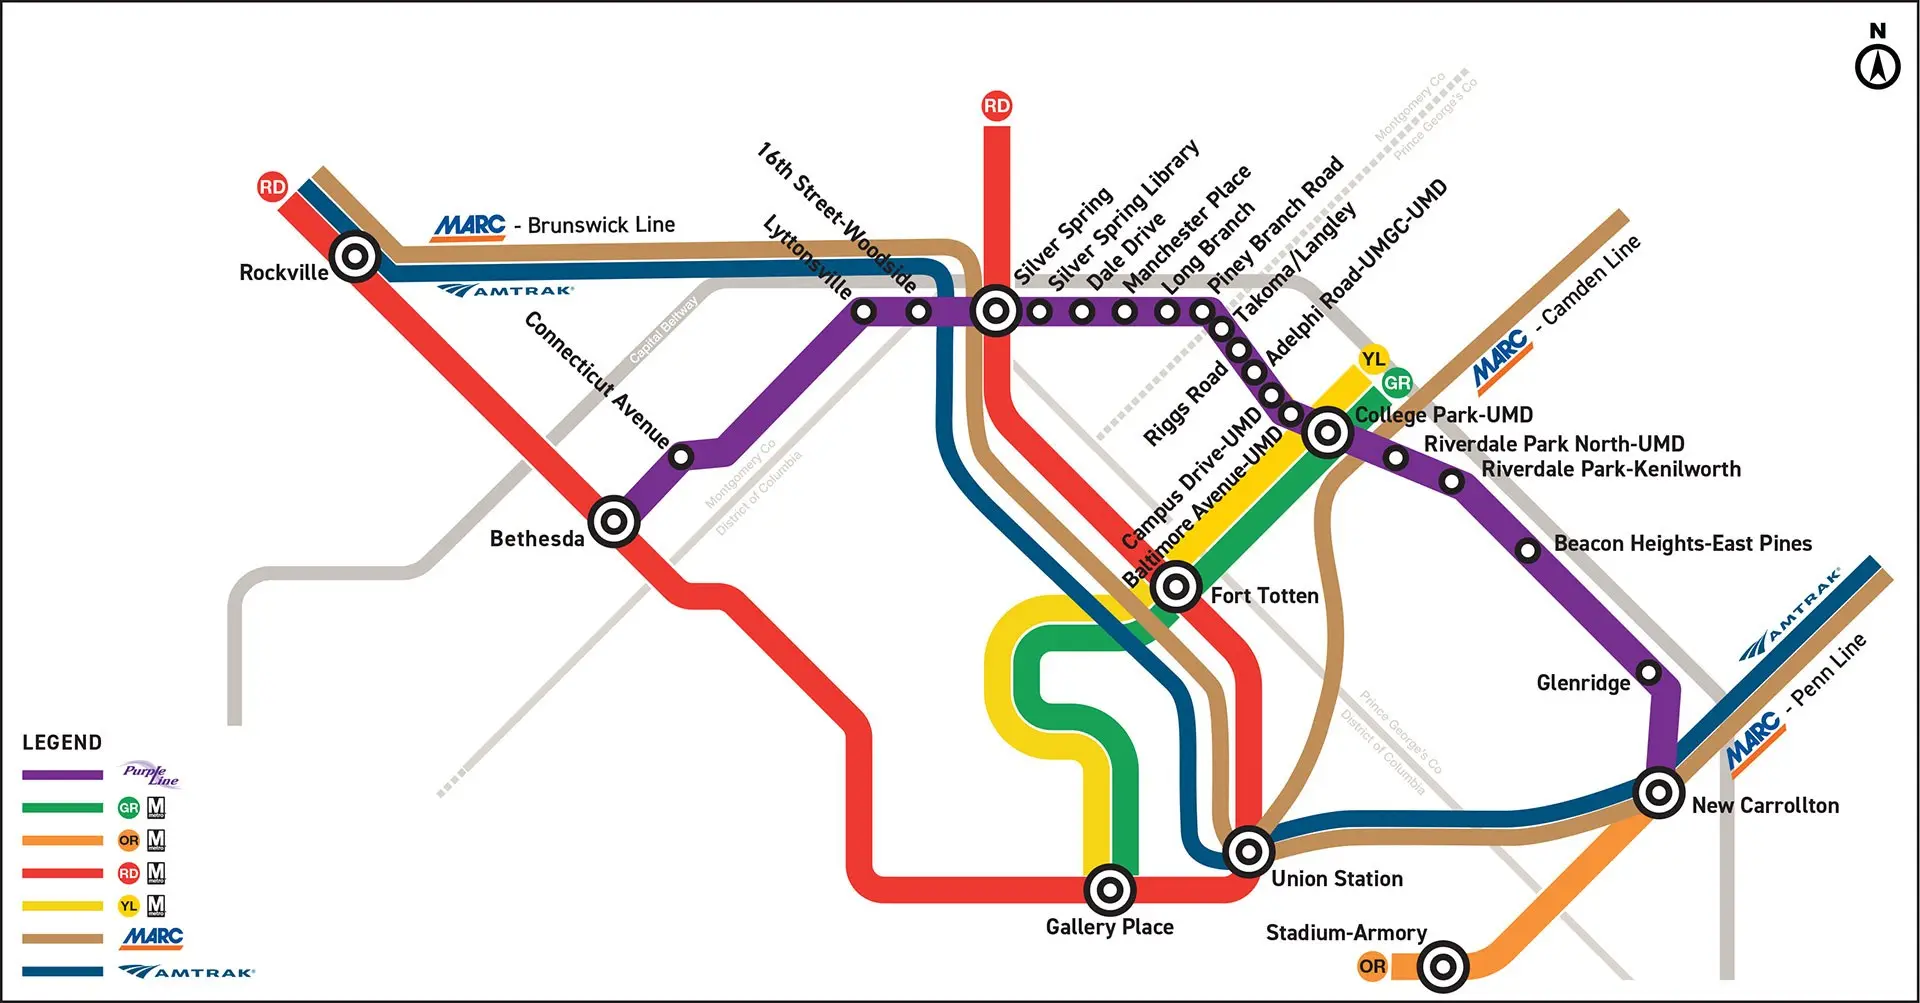 N
RD
RD
MARC - Brunswick Line
AMTRAK
Rockville
Capital Beltway
Connecticut Avenue
Lyttonsville
16th Street-Woodside
Silver Spring
Silver Spring Library
Dale Drive
Manchester Place
Long Branch
Piney Branch Road
Takoma/Langley
Riggs Road
Adelphi Road-UMGC-UMD
Campus Drive-UMD
Baltimore Avenue-UMD
Montgomery Co
Prince George's Co
YL
GR
MARC - Camden Line
College Park-UMD
Riverdale Park North-UMD
Riverdale Park-Kenilworth
Beacon Heights-East Pines
Glenridge
Bethesda
Montgomery Co
District of Columbia
Fort Totten
Prince George's Co
District of Columbia
AMTRAK
MARC - Penn Line
New Carrollton
Union Station
Gallery Place
Stadium-Armory
OR
LEGEND
Purple Line
GR M metro
OR M metro
RD M metro
YL M metro
MARC
AMTRAK